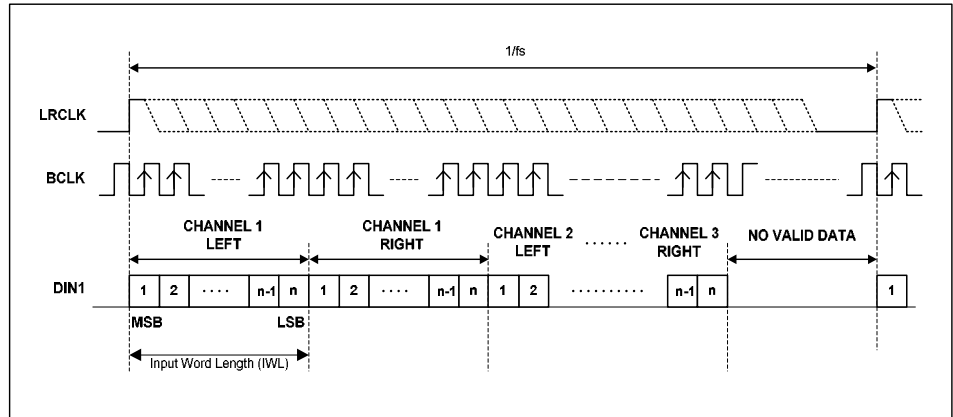 1/fs
LRCLK
BCLK
CHANNEL 1 LEFT
CHANNEL 1 RIGHT
CHANNEL 2 LEFT
......
CHANNEL 3 RIGHT
NO VALID DATA
DIN1
1 2 .... n-1 n 1 2 .... n-1 n 1 2 .......... n-1 n 1
MSB LSB
Input Word Length (IWL)